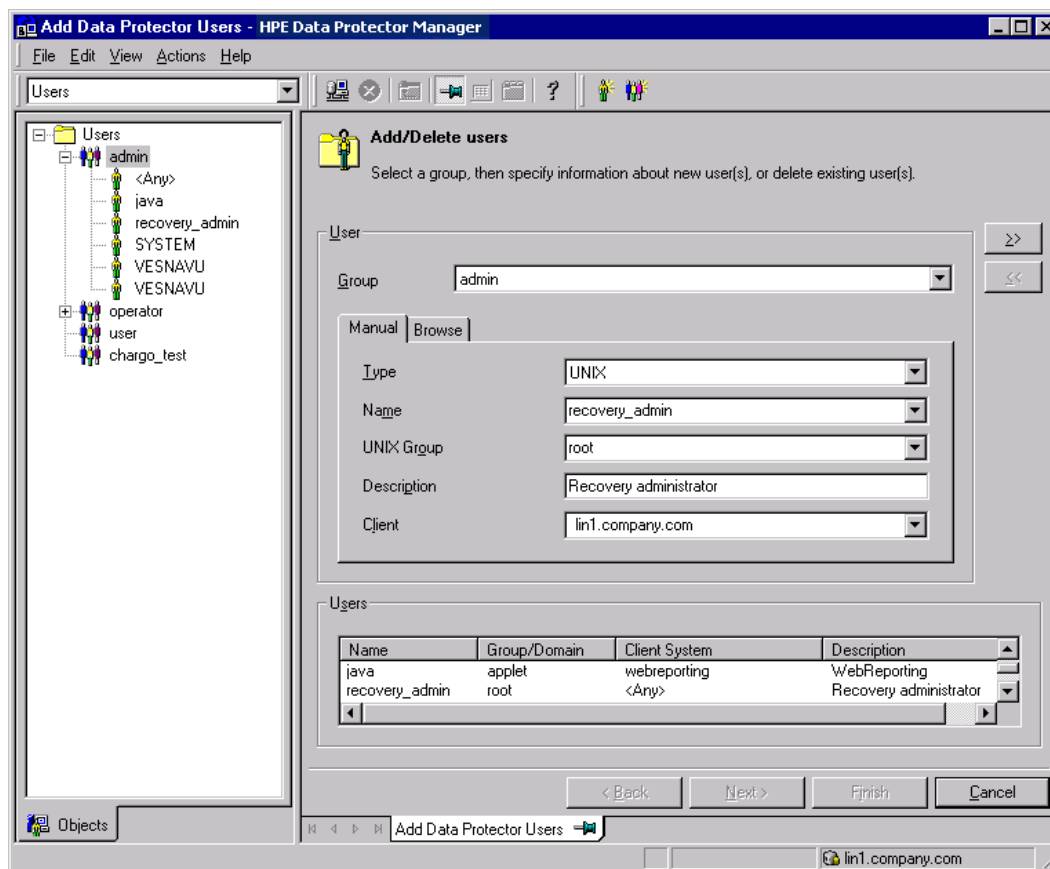 Add Data Protector Users - HPE Data Protector Manager
File Edit View Actions Help
Users
Users
admin
<Any>
java
recovery_admin
SYSTEM
VESNAVU
VESNAVU
operator
user
chargo_test
Objects
Add/Delete users
Select a group, then specify information about new user(s), or delete existing user(s).
User
>>
<<
Group admin
Manual Browse
Type UNIX
Name recovery_admin
UNIX Group root
Description Recovery administrator
Client lin1.company.com
Users
Name Group/Domain Client System Description
java applet webreporting WebReporting
recovery_admin root <Any> Recovery administrator
< Back Next > Finish Cancel
Add Data Protector Users
lin1.company.com